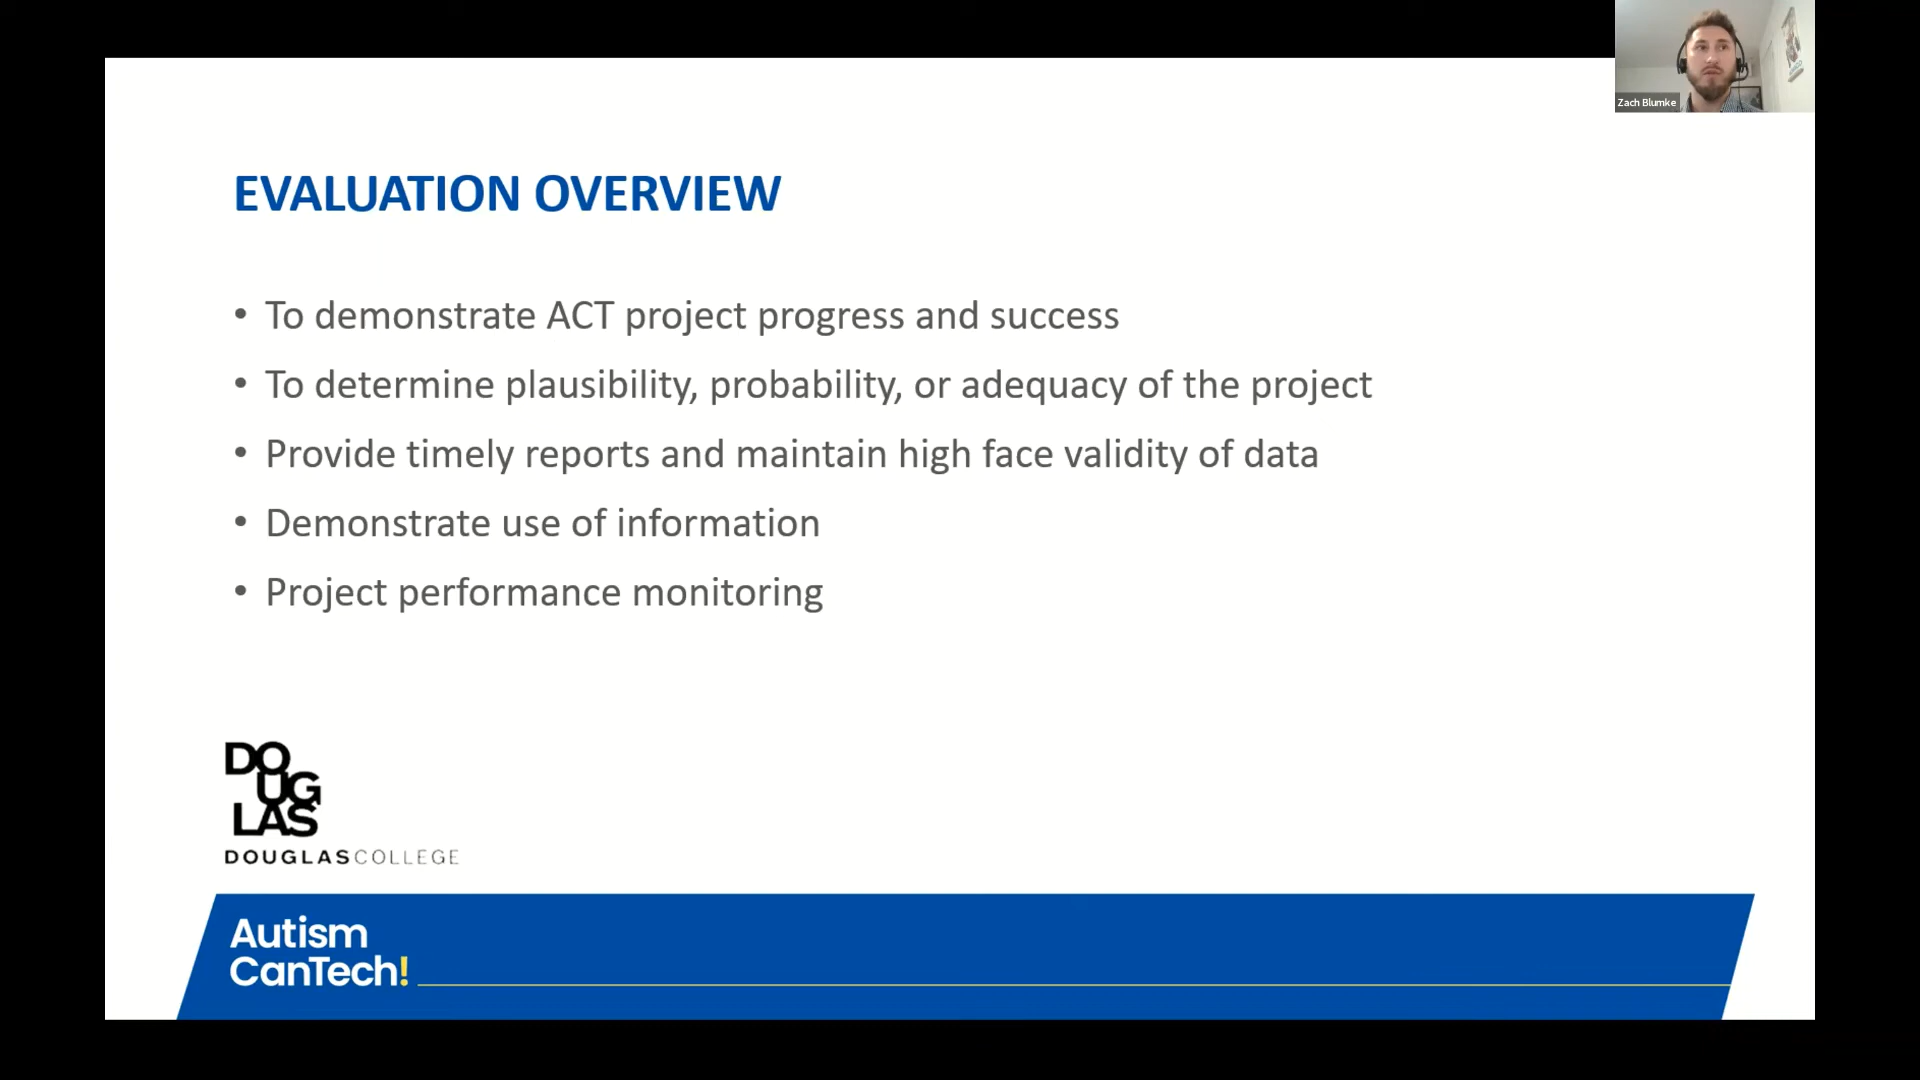 Zach Blumke
EVALUATION OVERVIEW
• To demonstrate ACT project progress and success
• To determine plausibility, probability, or adequacy of the project
• Provide timely reports and maintain high face validity of data
• Demonstrate use of information
• Project performance monitoring
DO
UG
LAS
DOUGLASCOLLEGE
Autism
CanTech!